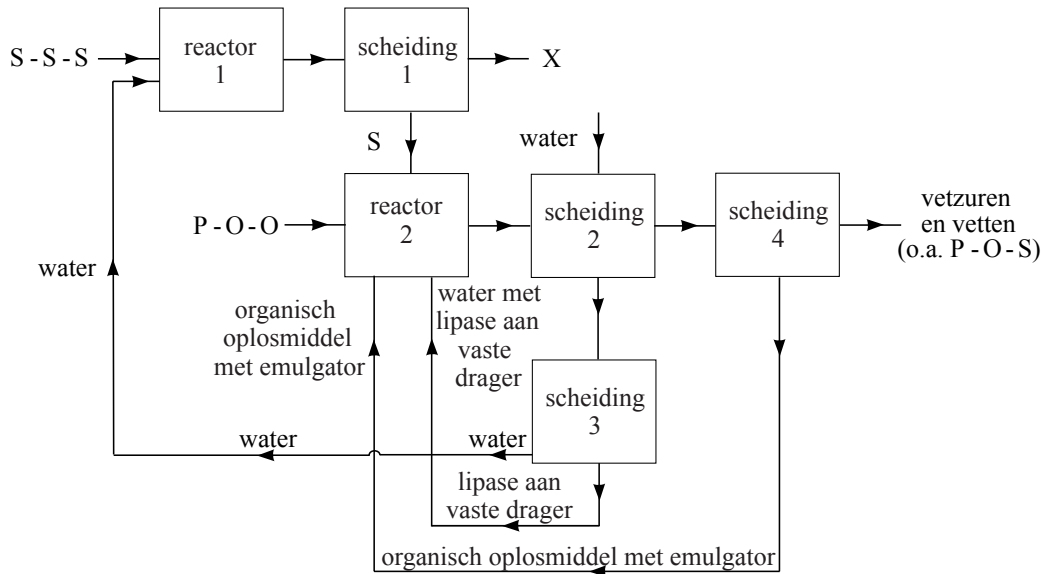 S - S - S
reactor
1
scheiding
1
X
S
water
P - O - O
reactor
2
scheiding
2
scheiding
4
vetzuren
en vetten
(o.a. P - O - S)
water
organisch
oplosmiddel
met emulgator
water met
lipase aan
vaste
drager
scheiding
3
water
water
lipase aan
vaste drager
organisch oplosmiddel met emulgator